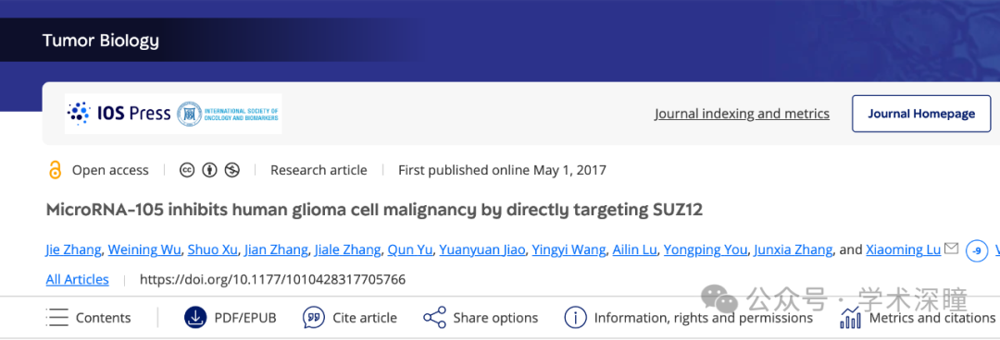 Tumor Biology
IOS Press INTERNATIONAL SOCIETY OF ONCOLOGY AND BIOMARKERS
Journal indexing and metrics
Journal Homepage
Open access
Research article
First published online May 1, 2017
MicroRNA-105 inhibits human glioma cell malignancy by directly targeting SUZ12
Jie Zhang, Weining Wu, Shuo Xu, Jian Zhang, Jiale Zhang, Qun Yu, Yuanyuan Jiao, Yingyi Wang, Ailin Lu, Yongping You, Junxia Zhang, and Xiaoming Lu -9 V
All Articles https://doi.org/10.1177/1010428317705766
公众号 · 学术深瞳
Contents PDF/EPUB Cite article Share options Information, rights and permissions Metrics and citations